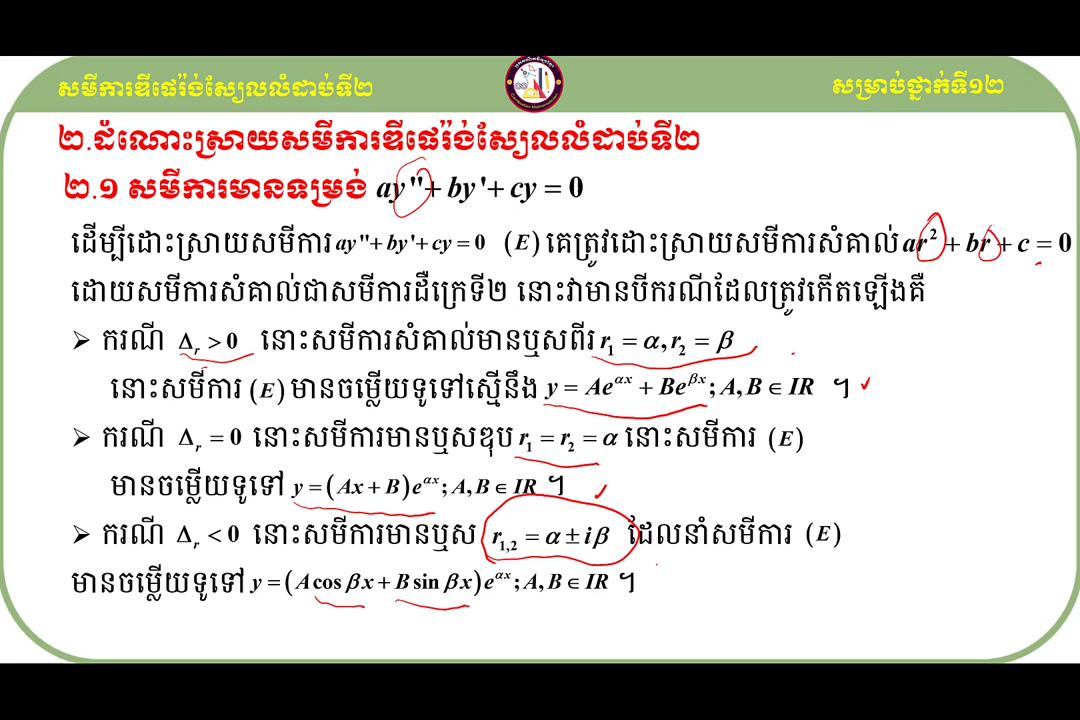 សមីការឌីផេរ៉ង់ស្យែលលំដាប់ទី២
សម្រាប់ថ្នាក់ទី១២
២.ដំណោះស្រាយសមីការឌីផេរ៉ង់ស្យែលលំដាប់ទី២
២.១ សមីការមានទម្រង់ ay"+ by'+ cy = 0
ដើម្បីដោះស្រាយសមីការ ay"+ by'+ cy = 0 (E) គេត្រូវដោះស្រាយសមីការសំគាល់ ar² + br + c = 0
ដោយសមីការសំគាល់ជាសមីការដឺក្រេទី២ នោះវាមានបីករណីដែលត្រូវកើតឡើងគឺ
➢ ករណី Δᵣ > 0 នោះសមីការសំគាល់មានឬសពីរ r₁ = α, r₂ = β
នោះសមីការ (E) មានចម្លើយទូទៅស្មើនឹង y = Ae^{αx} + Be^{βx}; A, B ∈ IR ។
➢ ករណី Δᵣ = 0 នោះសមីការមានឬសឌុប r₁ = r₂ = α នោះសមីការ (E)
មានចម្លើយទូទៅ y = (Ax + B)e^{αx}; A, B ∈ IR ។
➢ ករណី Δᵣ < 0 នោះសមីការមានឬស r₁,₂ = α ± iβ ដែលនាំសមីការ (E)
មានចម្លើយទូទៅ y = (A cos βx + B sin βx)e^{αx}; A, B ∈ IR ។